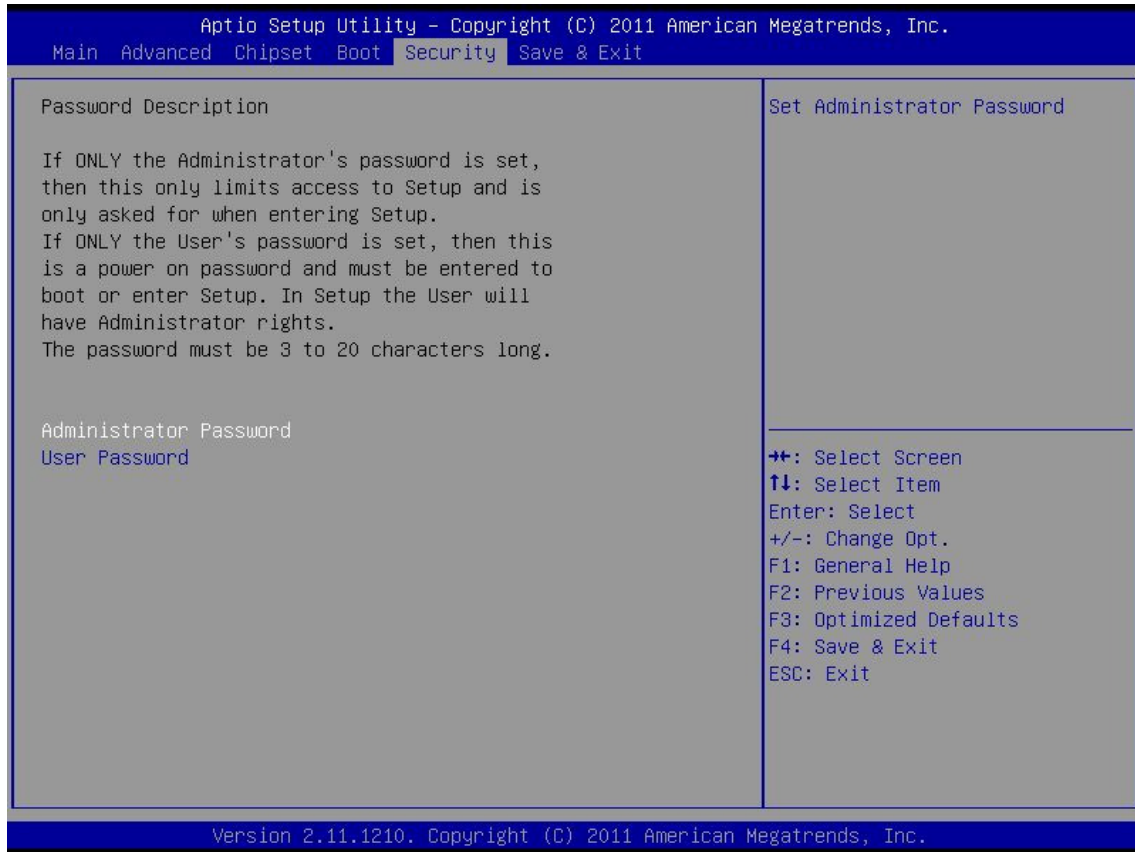 Aptio Setup Utility – Copyright (C) 2011 American Megatrends, Inc.
Main Advanced Chipset Boot Security Save & Exit
Password Description
If ONLY the Administrator's password is set,
then this only limits access to Setup and is
only asked for when entering Setup.
If ONLY the User's password is set, then this
is a power on password and must be entered to
boot or enter Setup. In Setup the User will
have Administrator rights.
The password must be 3 to 20 characters long.
Administrator Password
User Password
Set Administrator Password
→←: Select Screen
↑↓: Select Item
Enter: Select
+/-: Change Opt.
F1: General Help
F2: Previous Values
F3: Optimized Defaults
F4: Save & Exit
ESC: Exit
Version 2.11.1210. Copyright (C) 2011 American Megatrends, Inc.